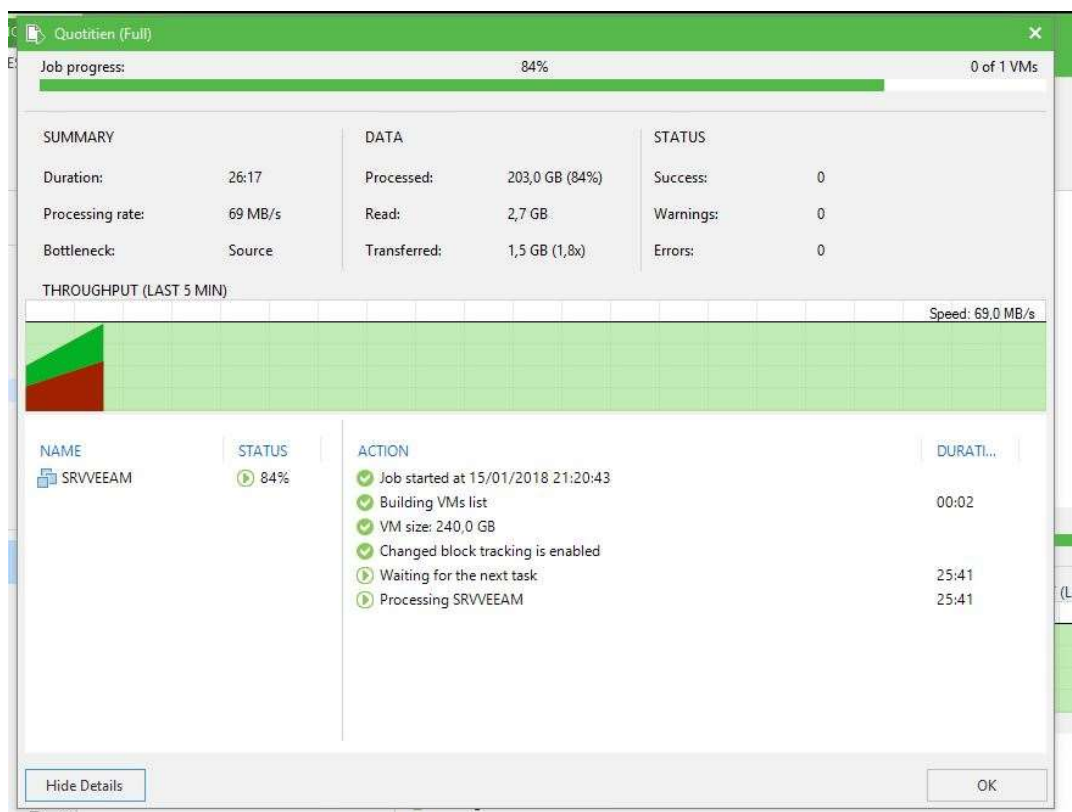 Quotitien (Full)
Job progress: 84% 0 of 1 VMs
SUMMARY DATA STATUS
Duration: 26:17 Processed: 203,0 GB (84%) Success: 0
Processing rate: 69 MB/s Read: 2,7 GB Warnings: 0
Bottleneck: Source Transferred: 1,5 GB (1,8x) Errors: 0
THROUGHPUT (LAST 5 MIN)
Speed: 69,0 MB/s
NAME STATUS ACTION DURATI...
SRVVEEAM 84% Job started at 15/01/2018 21:20:43
Building VMs list 00:02
VM size: 240,0 GB
Changed block tracking is enabled
Waiting for the next task 25:41
Processing SRVVEEAM 25:41
Hide Details OK